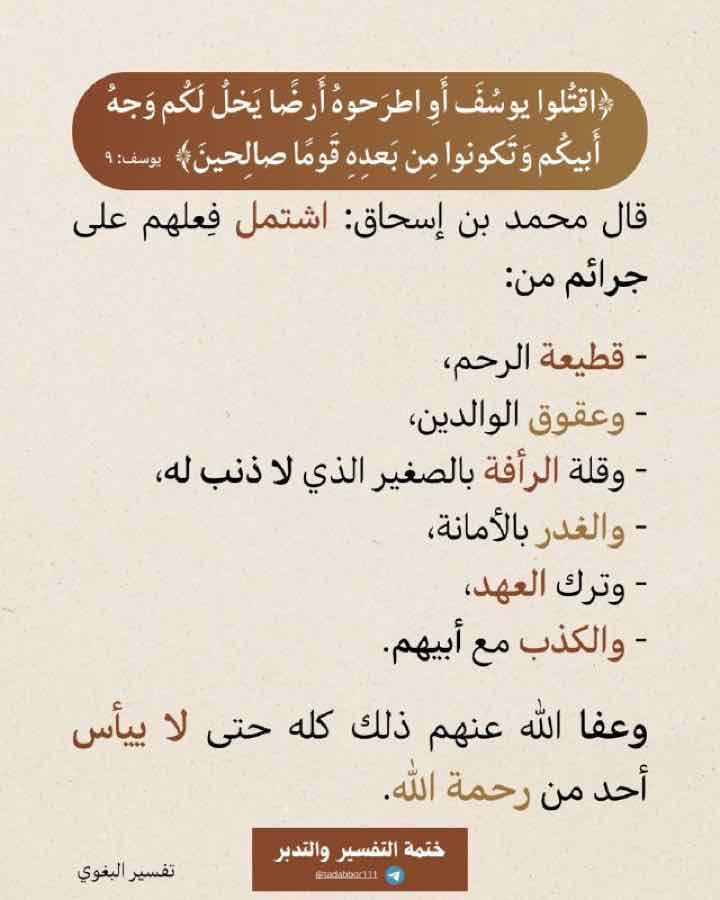 ﴿اقتُلوا يوسُفَ أَوِ اطرَحوهُ أَرضًا يَخلُ لَكُم وَجهُ
أَبيكُم وَتَكونوا مِن بَعدِهِ قَومًا صالِحينَ﴾ يوسف: ٩
قال محمد بن إسحاق: اشتمل فِعلهم على
جرائم من:
- قطيعة الرحم،
- وعقوق الوالدين،
- وقلة الرأفة بالصغير الذي لا ذنب له،
- والغدر بالأمانة،
- وترك العهد،
- والكذب مع أبيهم.
وعفا الله عنهم ذلك كله حتى لا ييأس
أحد من رحمة الله.
ختمة التفسير والتدبر
@tadabbor111
تفسير البغوي